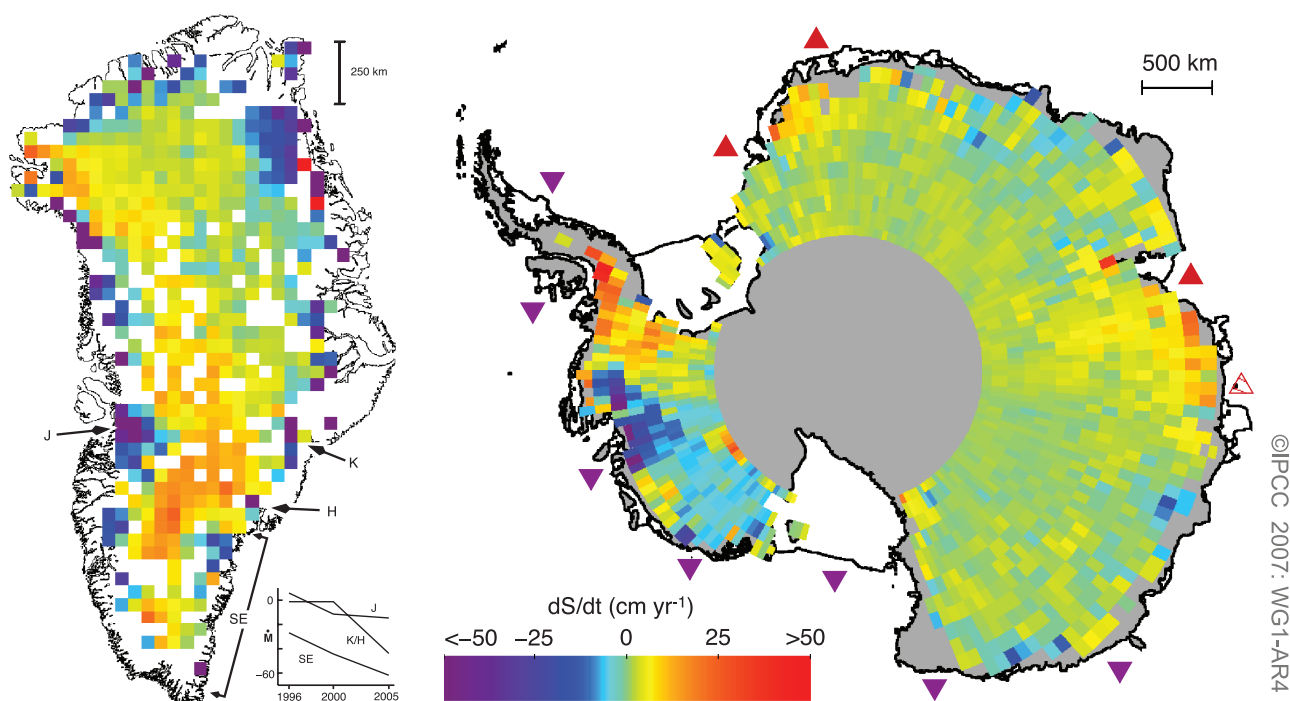 250 km
500 km
J
K
H
SE
0
Ṁ
−60
J
K/H
SE
1996 2000 2005
dS/dt (cm yr-1)
<−50 −25 0 25 >50
©IPCC 2007: WG1-AR4